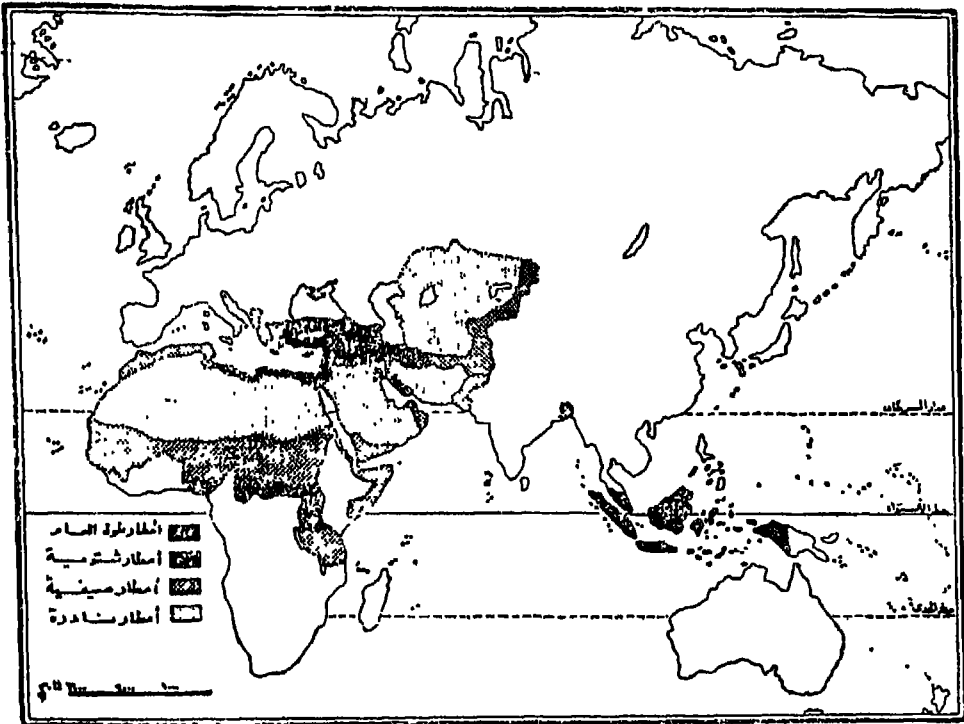 مدار السرطان
خط الاستواء
مدار الجدي
أمطار طول العام
أمطار شتوية
أمطار صيفية
أمطار نادرة